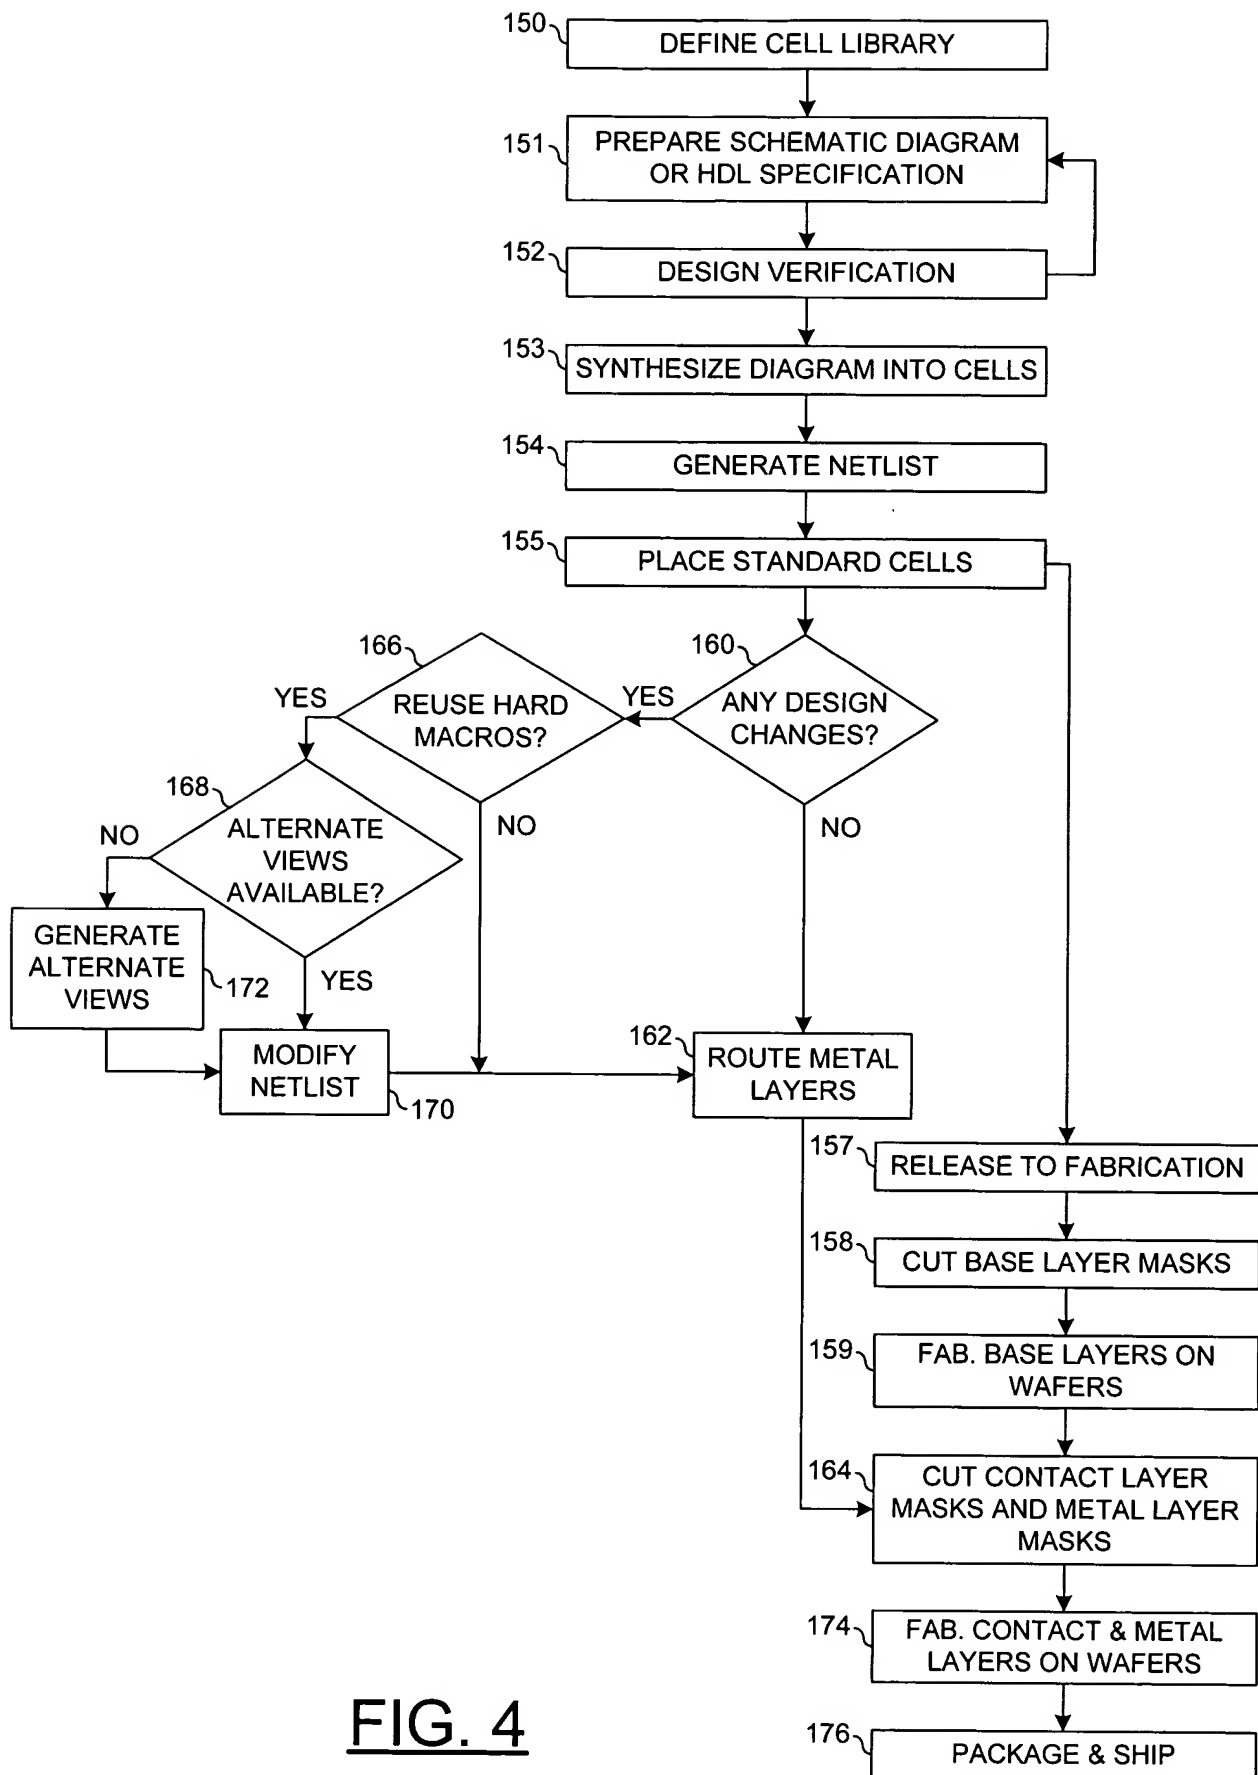 150
DEFINE CELL LIBRARY
151
PREPARE SCHEMATIC DIAGRAM
OR HDL SPECIFICATION
152
DESIGN VERIFICATION
153
SYNTHESIZE DIAGRAM INTO CELLS
154
GENERATE NETLIST
155
PLACE STANDARD CELLS
160
ANY DESIGN
CHANGES?
YES
NO
166
REUSE HARD
MACROS?
YES
NO
168
ALTERNATE
VIEWS
AVAILABLE?
NO
YES
GENERATE
ALTERNATE
VIEWS
172
MODIFY
NETLIST
170
162
ROUTE METAL
LAYERS
157
RELEASE TO FABRICATION
158
CUT BASE LAYER MASKS
159
FAB. BASE LAYERS ON
WAFERS
164
CUT CONTACT LAYER
MASKS AND METAL LAYER
MASKS
174
FAB. CONTACT & METAL
LAYERS ON WAFERS
176
PACKAGE & SHIP
FIG. 4